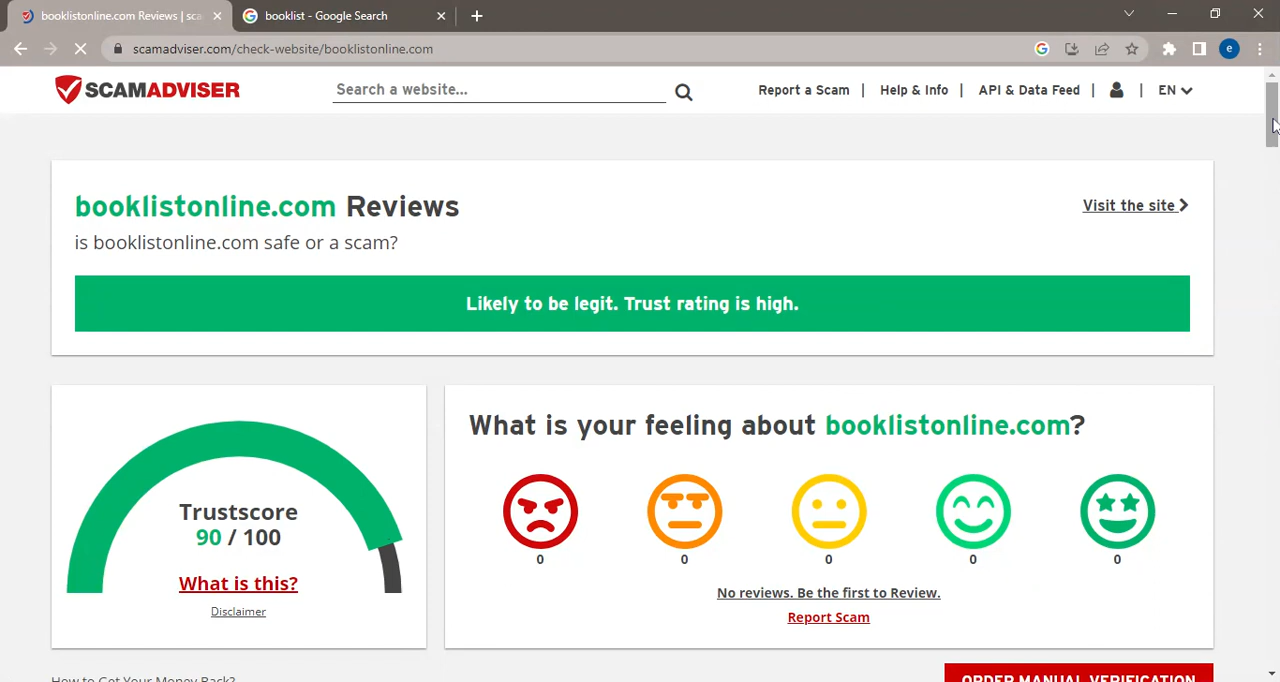 booklistonline.com Reviews | sca
booklist - Google Search
scamadviser.com/check-website/booklistonline.com
e
SCAMADVISER
Search a website...
Report a Scam | Help & Info | API & Data Feed | | EN
booklistonline.com Reviews
Visit the site
is booklistonline.com safe or a scam?
Likely to be legit. Trust rating is high.
Trustscore
90 / 100
What is this?
Disclaimer
What is your feeling about booklistonline.com?
0 0 0 0 0
No reviews. Be the first to Review.
Report Scam
How to Get Your Money Back?
ORDER MANUAL VERIFICATION